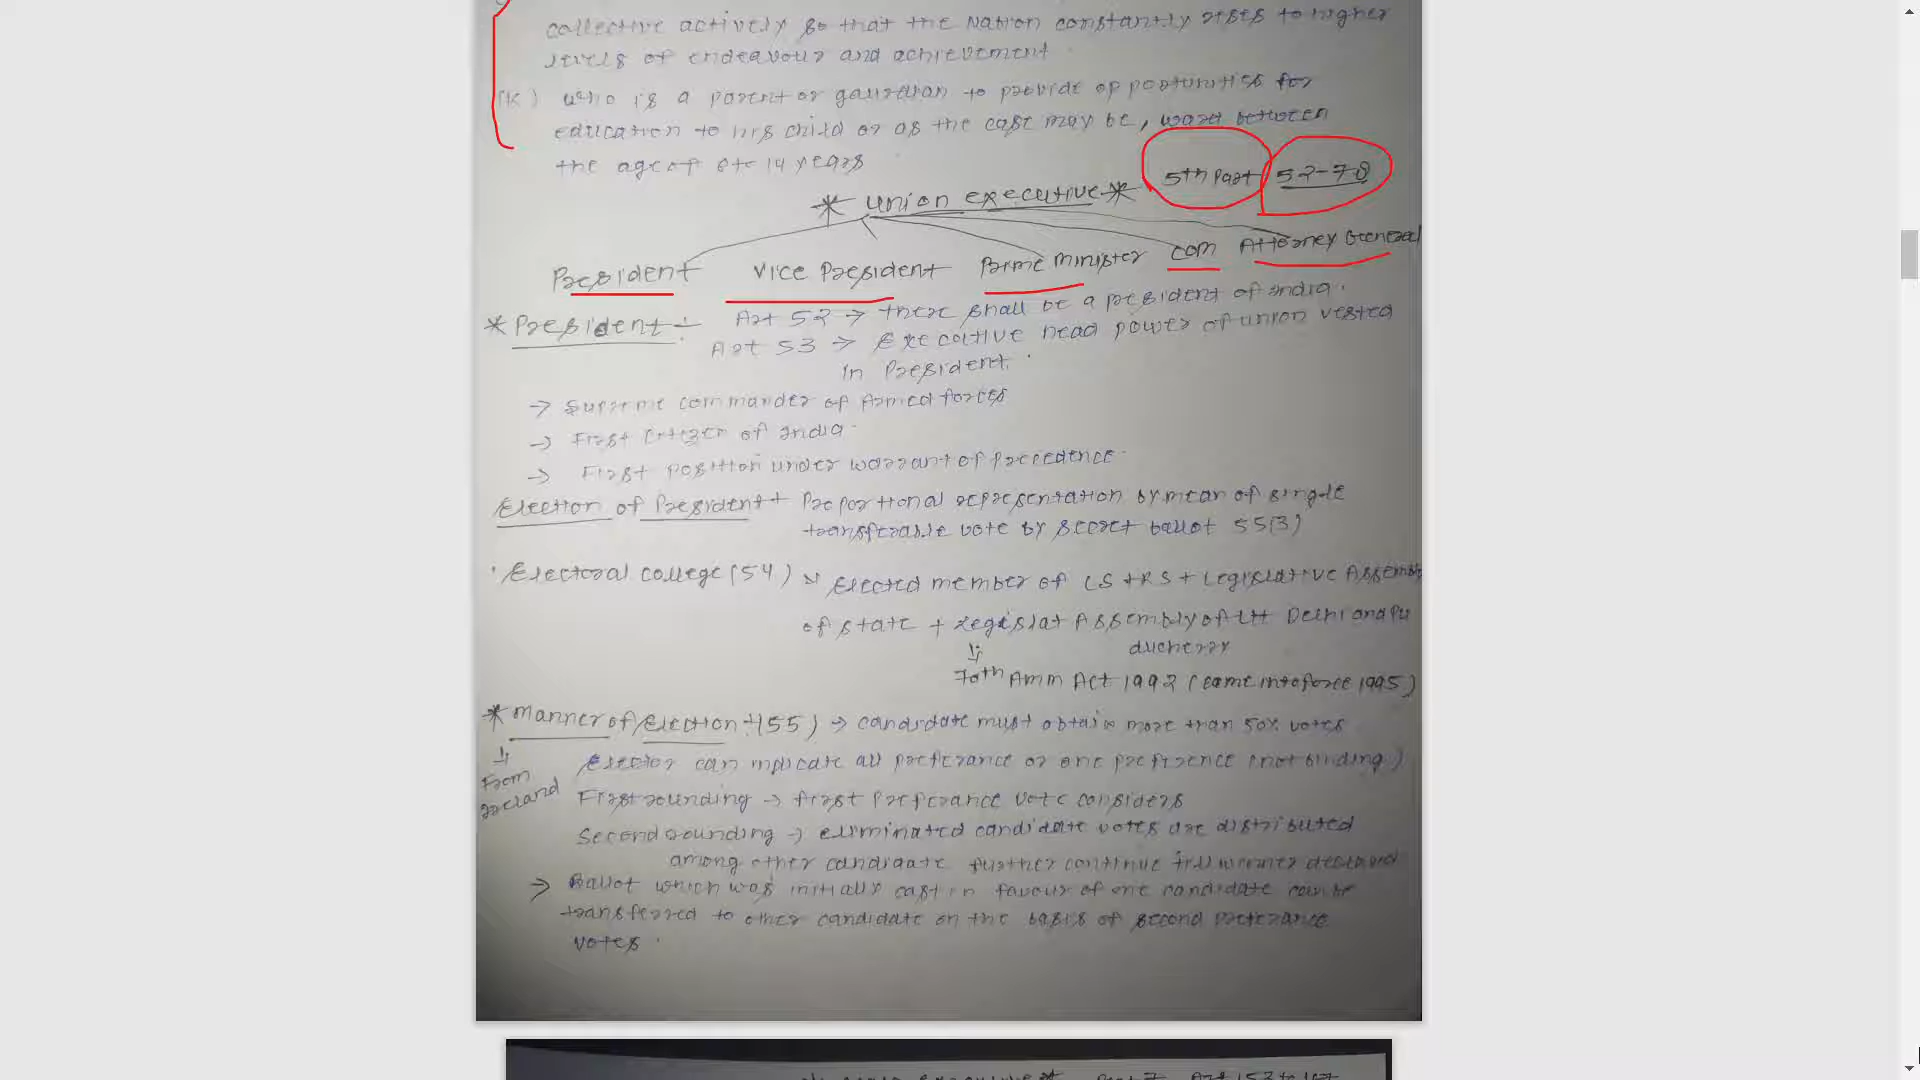 collective activity so that the Nation constantly rises to higher
levels of endeavour and achievement
(K) who is a parent or gaurdian to provide opportunities for
education to his child or as the case may be, ward between
the age of 6 to 14 years
* Union executive * 5th Part 52-78
President Vice President Prime Minister COM Attorney General
* President :- Art 52 → there shall be a president of india.
Art 53 → Executive head power of union vested
in President.
→ Supreme commander of Armed forces
→ First citizen of india.
→ First position under warrant of precedence.
Election of President → Proportional representation by mean of single
transferable vote by secret ballot 55(3)
Electoral college (54) → Elected member of LS + RS + Legislative Assemb
of state + Legislat Assembly of UT Delhi and Pu
ducherry
70th Amm Act 1992 (came into force 1995)
* Manner of Election → (55) → candidate must obtain more than 50% votes
From
Ireland
Elector can indicate all preferance or one preference (not binding)
First rounding → first Preferance vote considers
Second rounding → eliminated candidate votes are distributed
among other candidate further continue till winner declared
→ Ballot which was initially cast in favour of one candidate can be
transferred to other candidate on the basis of second preferance
votes.